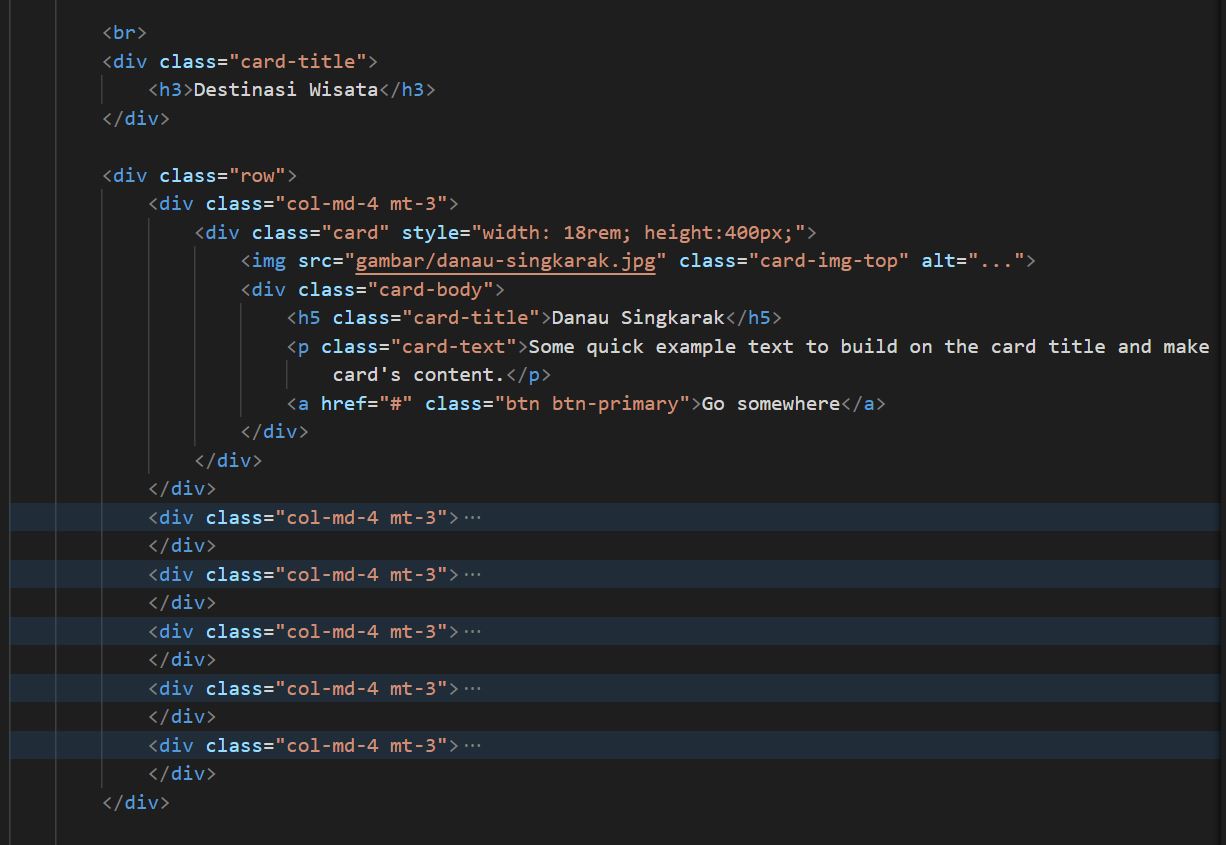 <br>
<div class="card-title">
<h3>Destinasi Wisata</h3>
</div>
<div class="row">
<div class="col-md-4 mt-3">
<div class="card" style="width: 18rem; height:400px;">
<img src="gambar/danau-singkarak.jpg" class="card-img-top" alt="...">
<div class="card-body">
<h5 class="card-title">Danau Singkarak</h5>
<p class="card-text">Some quick example text to build on the card title and make
card's content.</p>
<a href="#" class="btn btn-primary">Go somewhere</a>
</div>
</div>
</div>
<div class="col-md-4 mt-3">···
</div>
<div class="col-md-4 mt-3">···
</div>
<div class="col-md-4 mt-3">···
</div>
<div class="col-md-4 mt-3">···
</div>
<div class="col-md-4 mt-3">···
</div>
</div>